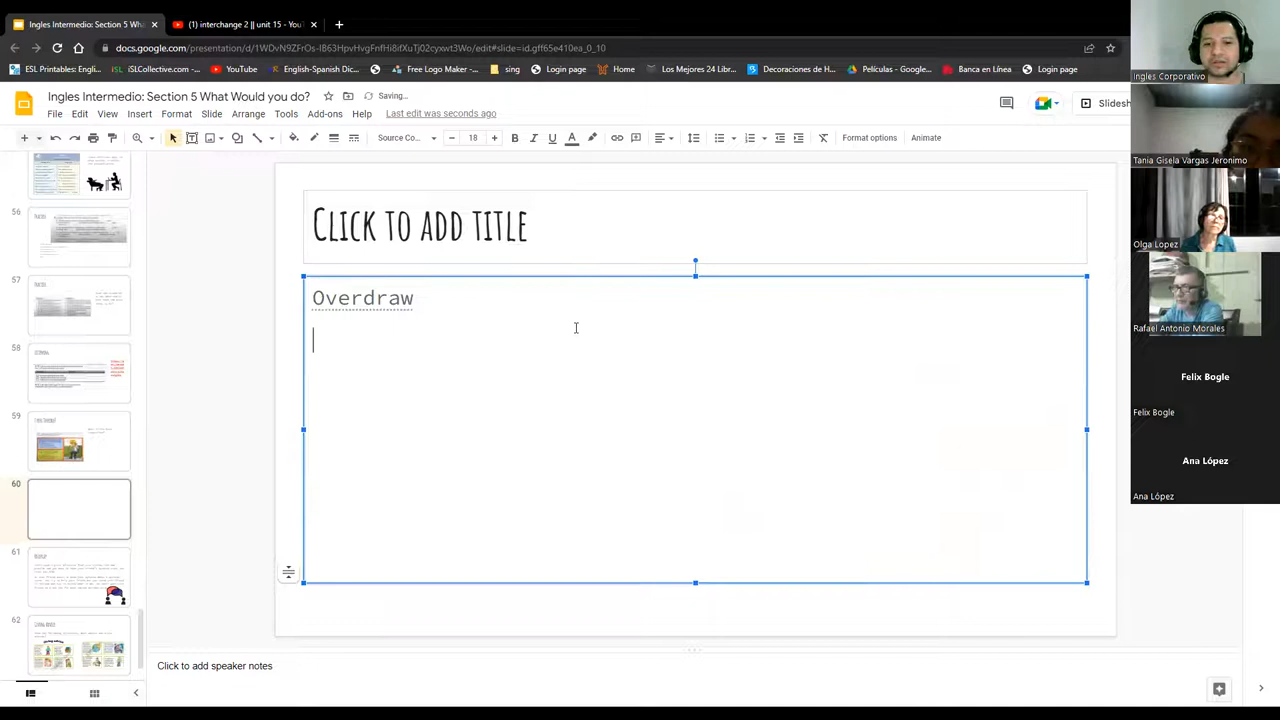 Ingles Intermedio: Section 5 Wha
(1) interchange 2 || unit 15 - YouT
docs.google.com/presentation/d/1WDvN9ZFrOs-IB63HpvHvgFnfHi8ifXuTj02cyxwt3Wo/edit#slide=id.gff65e410ea_0_10
ESL Printables: Engl...
iSLCollective.com -...
YouTube
English-Spanish Dic...
Free Logo Maker -...
sing
Login page
Home
Los Mejores 24 Libr...
Decoraciones de H...
Películas - Google...
Banca en Línea
Login page
Ingles Intermedio: Section 5 What Would you do?
Saving...
File Edit View Insert Format Slide Arrange Tools Add-ons Help
Last edit was seconds ago
Slidesh
Source Co...
18
Format options
Animate
56
57
58
59
60
61
62
Click to add title
Overdraw
Click to add speaker notes
Ingles Corporativo
Tania Gisela Vargas Jeronimo
Olga Lopez
Rafael Antonio Morales
Felix Bogle
Felix Bogle
Ana López
Ana López